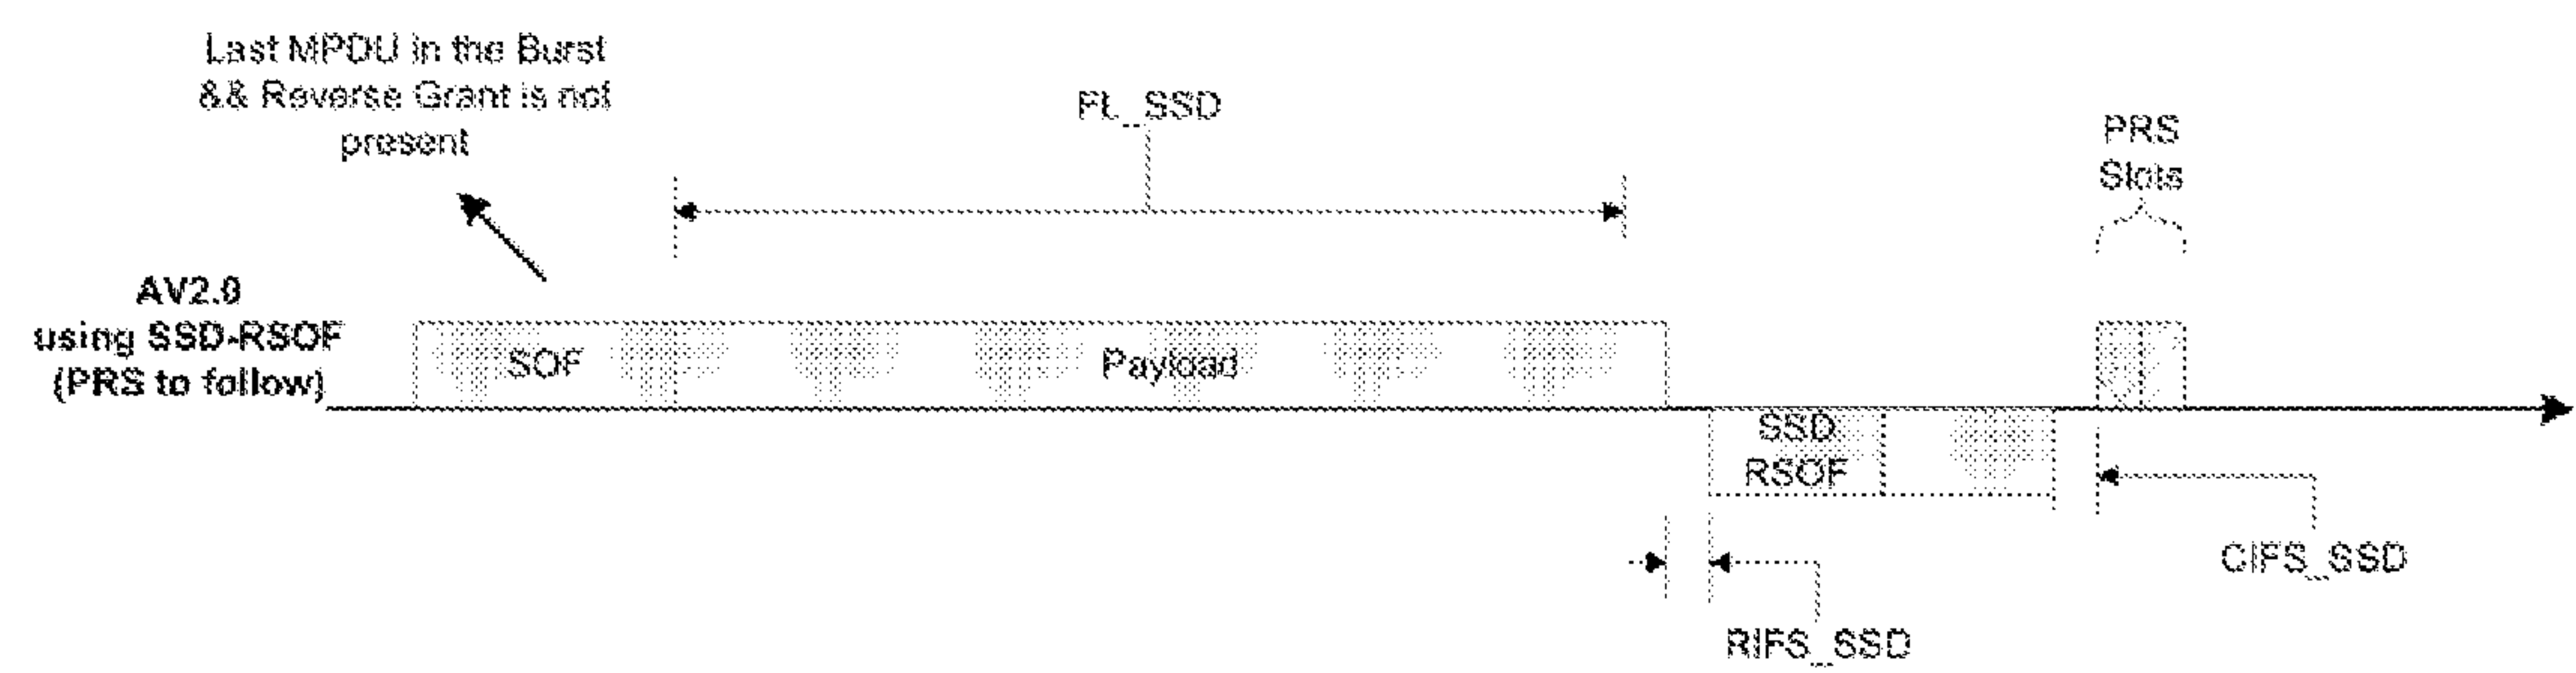 Last MPDU in the Burst
&& Reverse Grant is not
present
FL_SSD
PRS
Slots
AV2.0
using SSD-RSOF
(PRS to follow)
SOF
Payload
SSD
RSOF
CIFS_SSD
RIFS_SSD